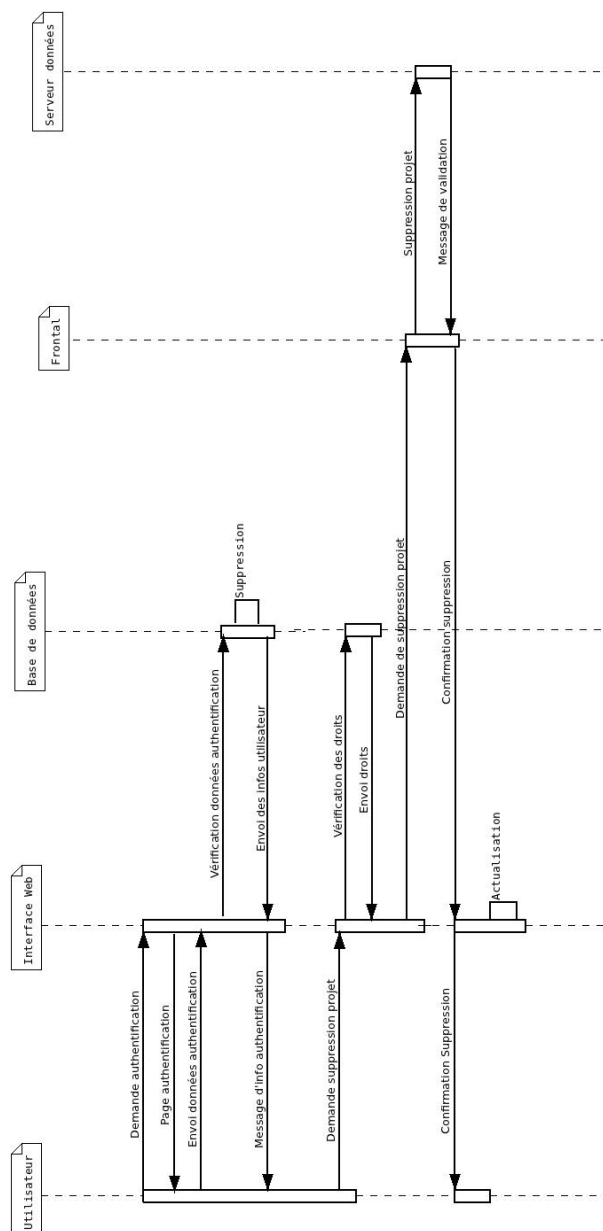 Utilisateur
Interface Web
Base de données
Frontal
Serveur données
Demande authentification
Page authentification
Envoi données authentification
Vérification données authentification
Suppression
Envoi des infos utilisateur
Message d'info authentification
Demande suppression projet
Vérification des droits
Envoi droits
Demande de suppression projet
Suppression projet
Message de validation
Confirmation suppression
Confirmation Suppression
Actualisation